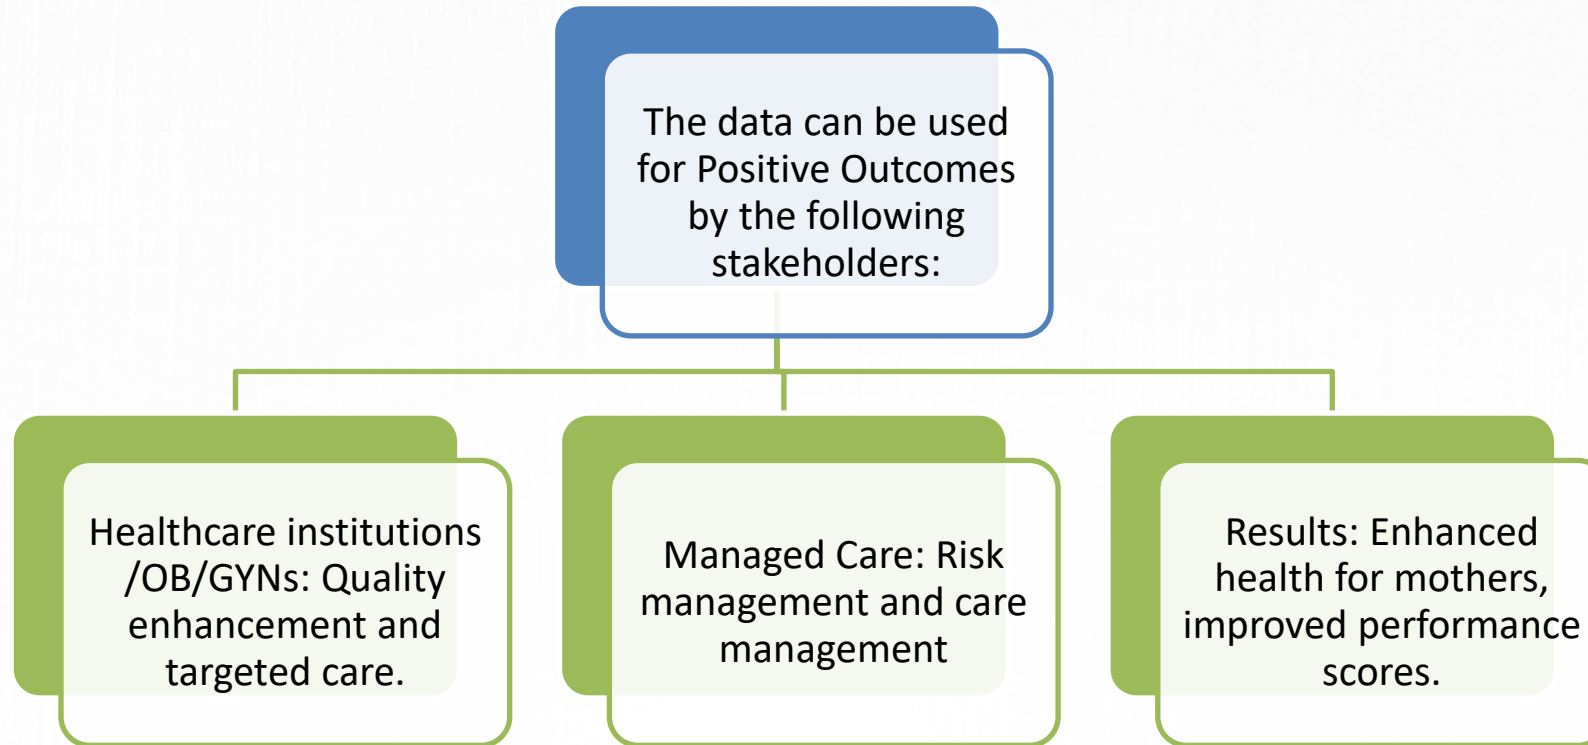 The data can be used
for Positive Outcomes
by the following
stakeholders:
Healthcare institutions
/OB/GYNs: Quality
enhancement and
targeted care.
Managed Care: Risk
management and care
management
Results: Enhanced
health for mothers,
improved performance
scores.